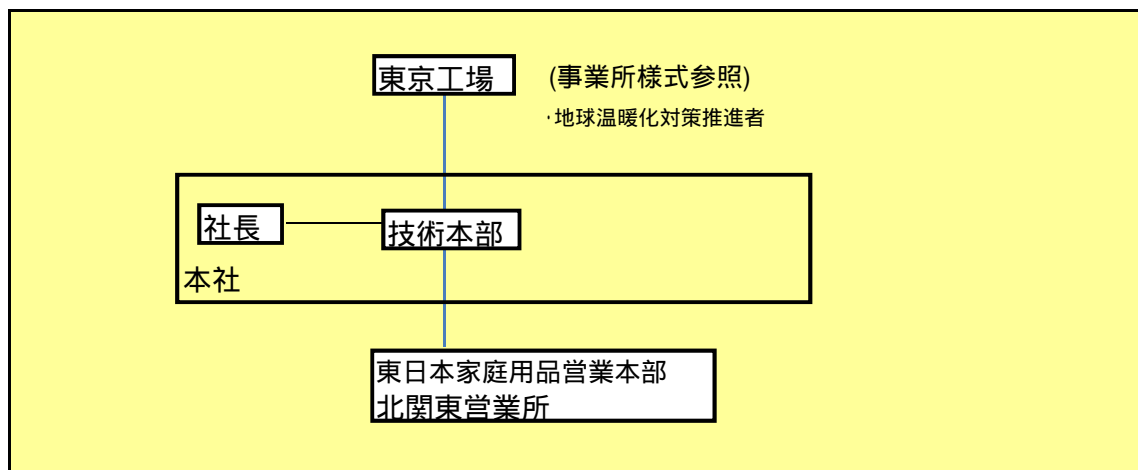 東京工場 (事業所様式参照)
・地球温暖化対策推進者
社長 技術本部
本社
東日本家庭用品営業本部
北関東営業所